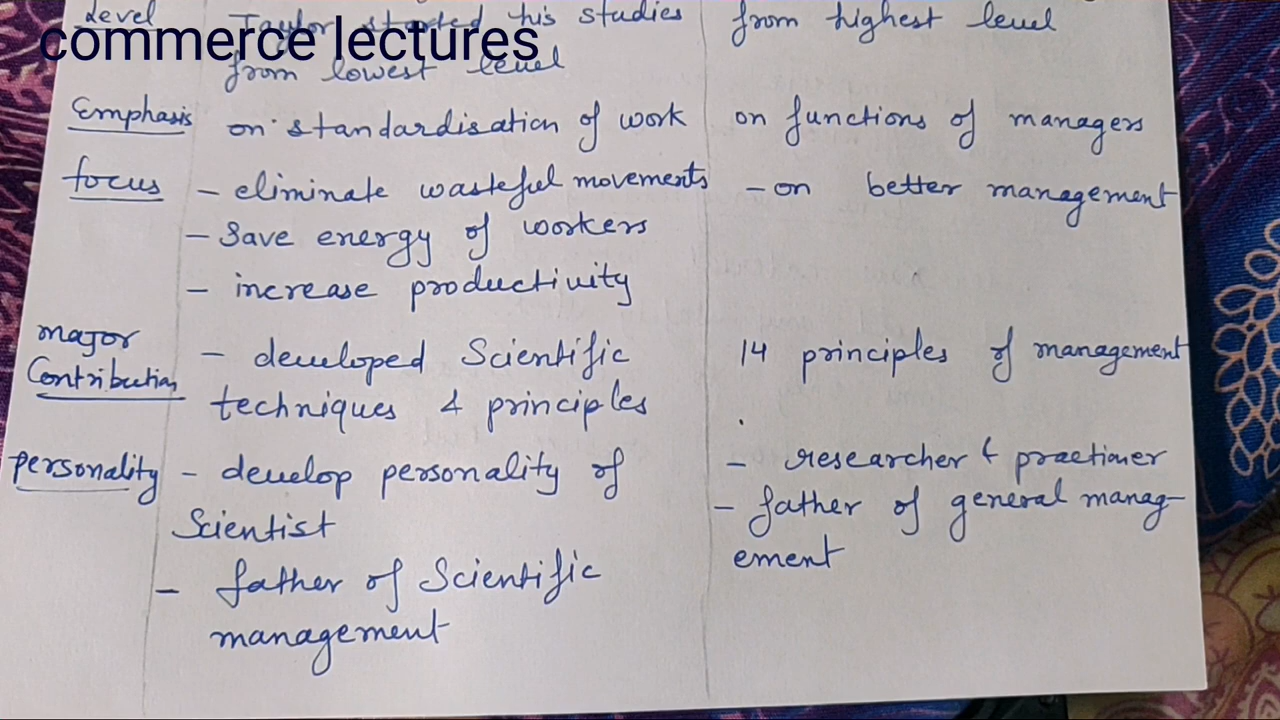 Level Taylor started his studies from highest level
commerce lectures
from lowest level
Emphasis on standardisation of work on functions of managers
focus - eliminate wasteful movements - on better management
- Save energy of workers
- increase productivity
major
Contribution - developed Scientific 14 principles of management
techniques & principles
personality - develop personality of - researcher & practioner
Scientist - father of general manag-
ement
- father of Scientific
management